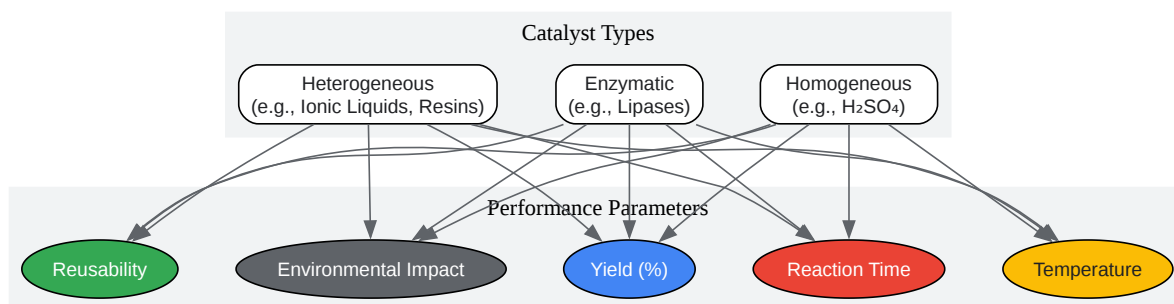 Catalyst Types
Heterogeneous
(e.g., Ionic Liquids, Resins)
Enzymatic
(e.g., Lipases)
Homogeneous
(e.g., H₂SO₄)
Performance Parameters
Reusability
Environmental Impact
Yield (%)
Reaction Time
Temperature